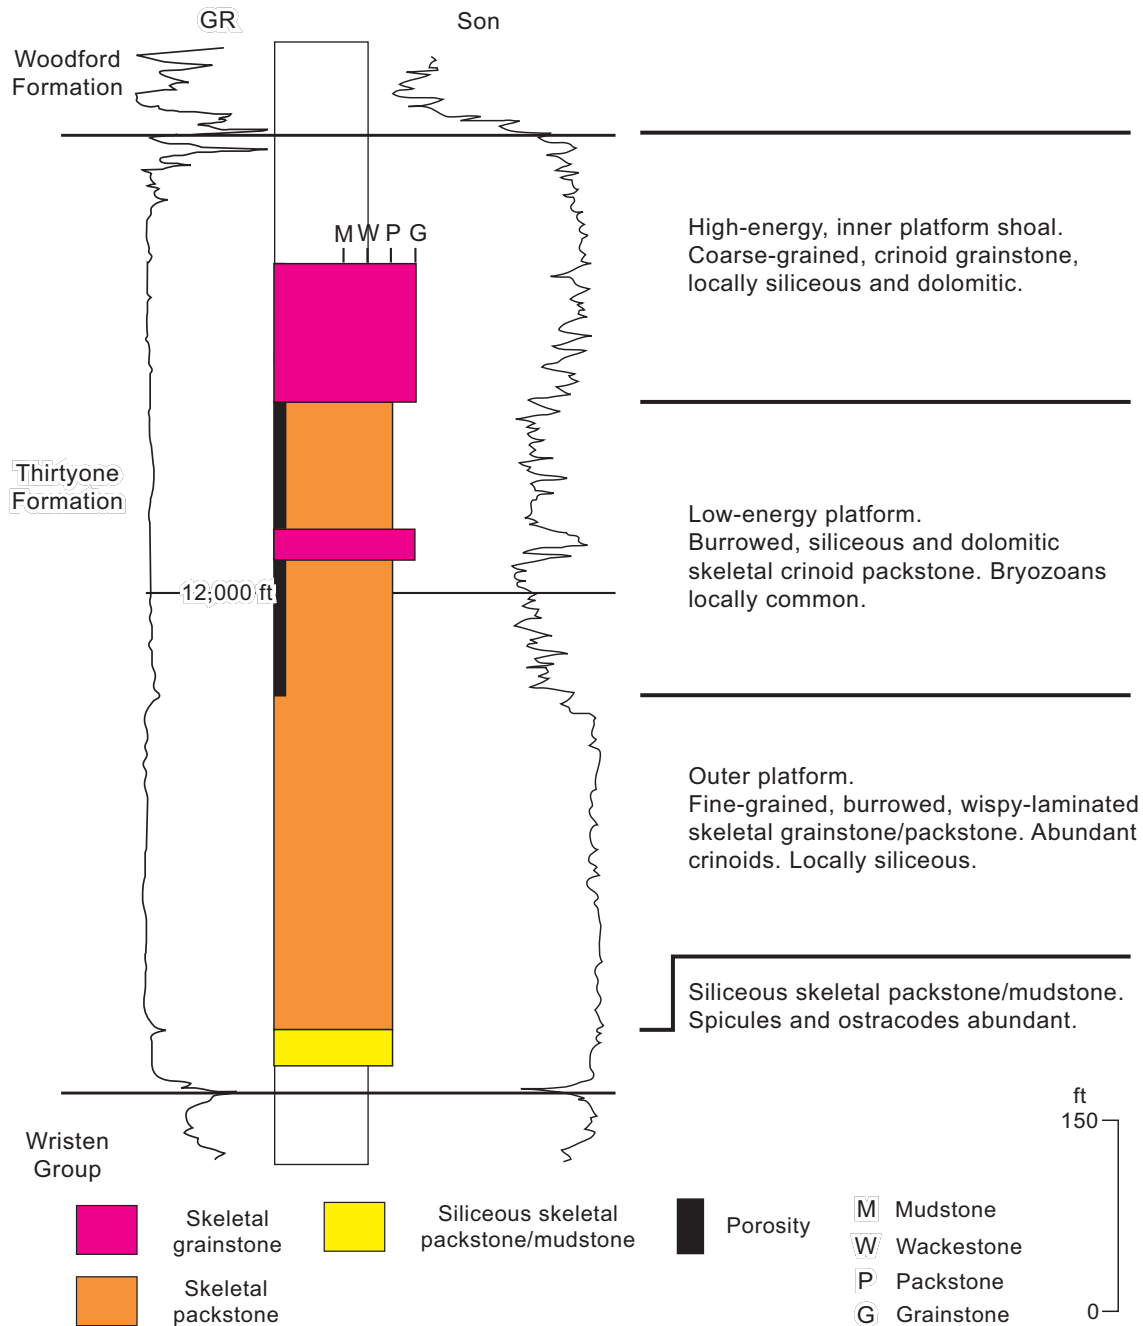 GR
Son
Woodford
Formation
M W P G
High-energy, inner platform shoal.
Coarse-grained, crinoid grainstone,
locally siliceous and dolomitic.
Thirtyone
Formation
Low-energy platform.
Burrowed, siliceous and dolomitic
skeletal crinoid packstone. Bryozoans
locally common.
12,000 ft
Outer platform.
Fine-grained, burrowed, wispy-laminated
skeletal grainstone/packstone. Abundant
crinoids. Locally siliceous.
Siliceous skeletal packstone/mudstone.
Spicules and ostracodes abundant.
Wristen
Group
ft
150
0
Skeletal
grainstone
Siliceous skeletal
packstone/mudstone
Porosity
Skeletal
packstone
M Mudstone
W Wackestone
P Packstone
G Grainstone